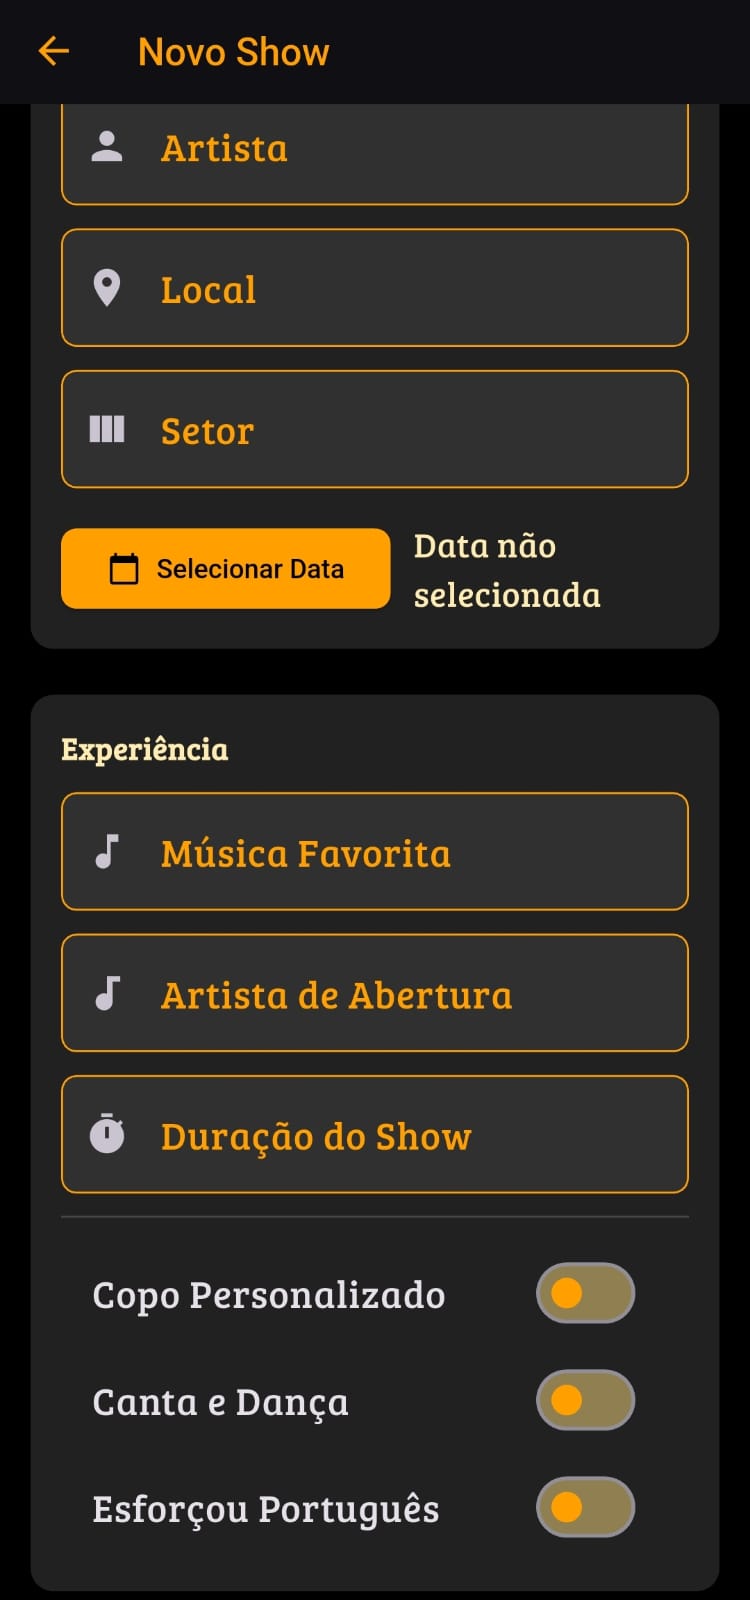 Novo Show
Artista
Local
Setor
Selecionar Data
Data não
selecionada
Experiência
Música Favorita
Artista de Abertura
Duração do Show
Copo Personalizado
Canta e Dança
Esforçou Português